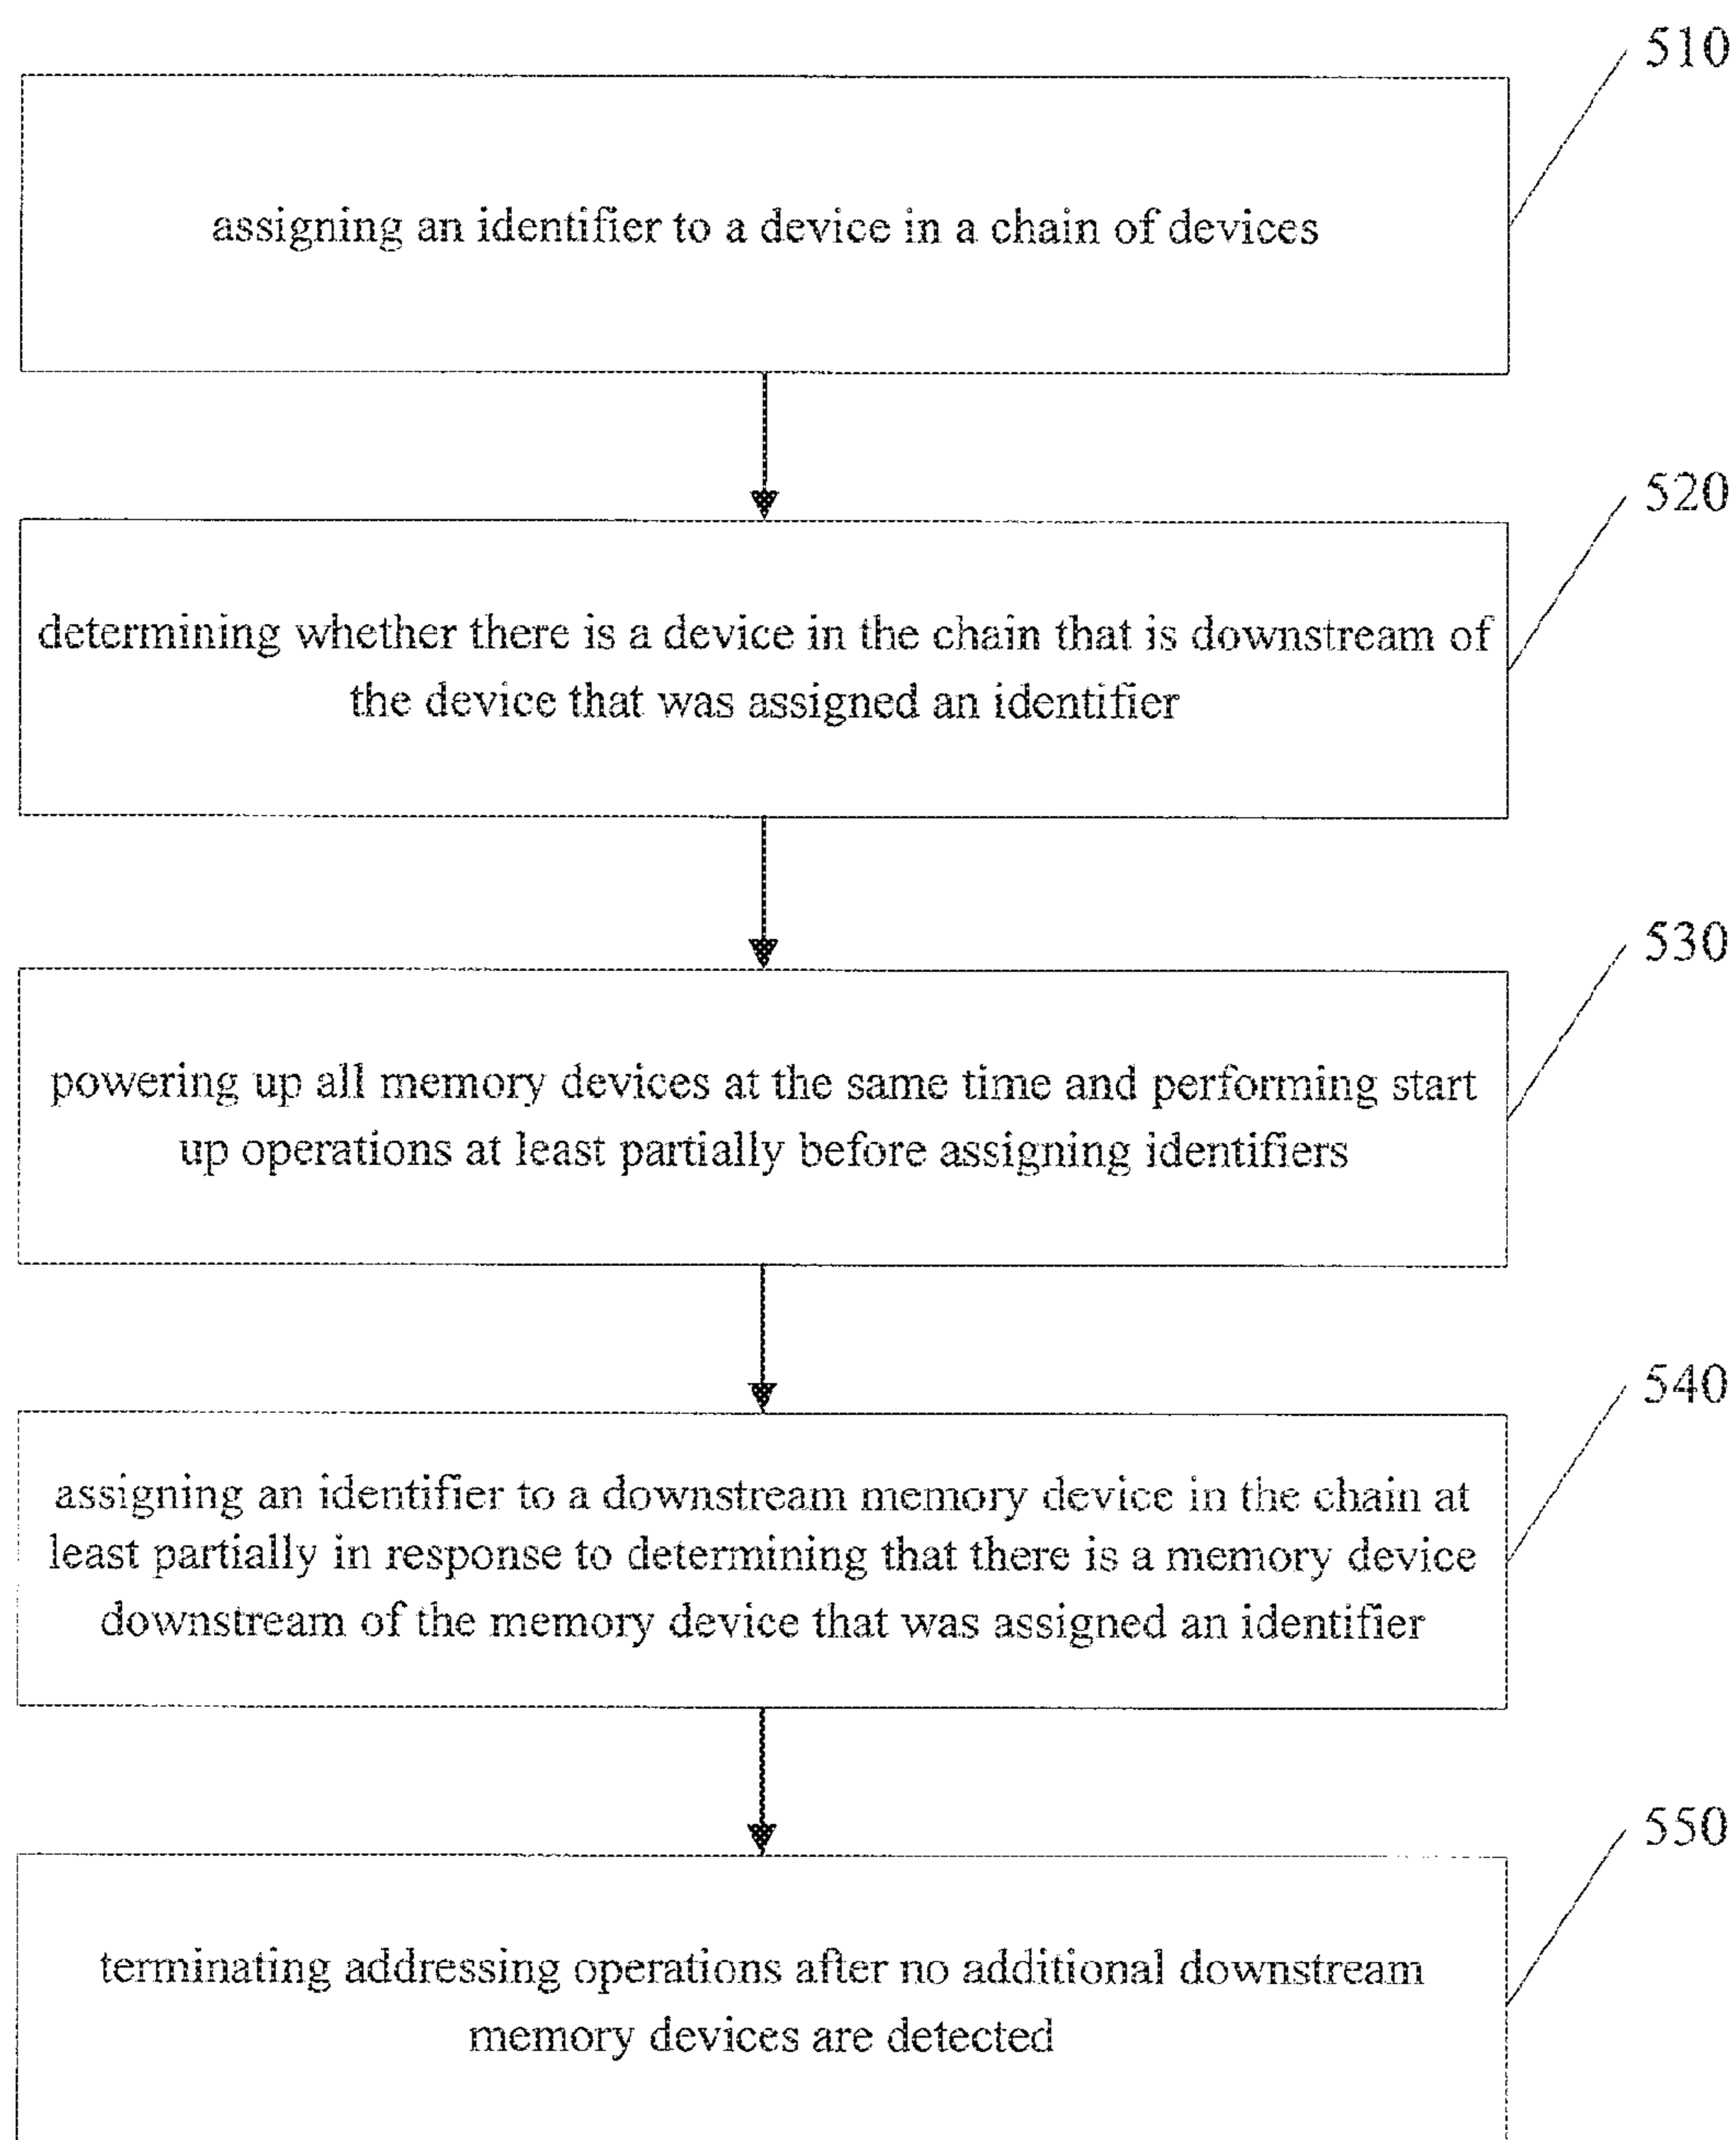 510
assigning an identifier to a device in a chain of devices
520
determining whether there is a device in the chain that is downstream of
the device that was assigned an identifier
530
powering up all memory devices at the same time and performing start
up operations at least partially before assigning identifiers
540
assigning an identifier to a downstream memory device in the chain at
least partially in response to determining that there is a memory device
downstream of the memory device that was assigned an identifier
550
terminating addressing operations after no additional downstream
memory devices are detected